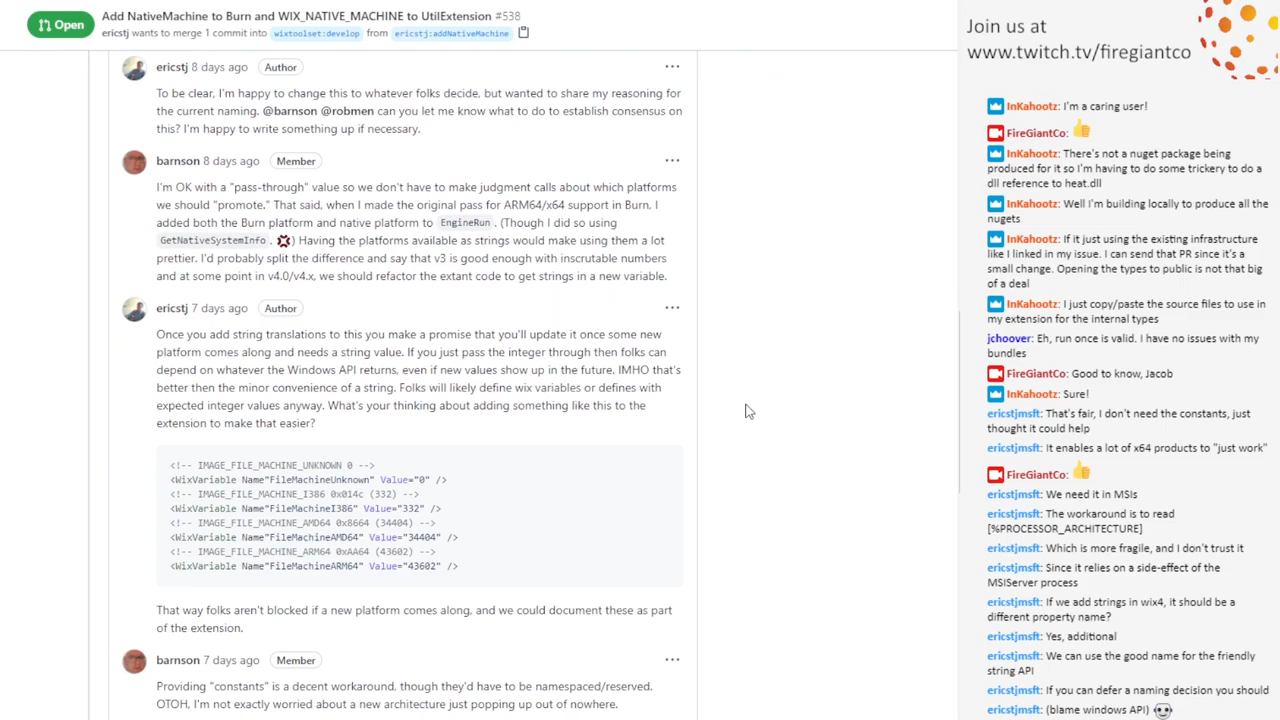 Open
Add NativeMachine to Burn and WIX_NATIVE_MACHINE to UtilExtension #538
ericstj wants to merge 1 commit into wixtoolset:develop from ericstj:addNativeMachine
ericstj 8 days ago Author
To be clear, I'm happy to change this to whatever folks decide, but wanted to share my reasoning for
the current naming. @barnson @robmen can you let me know what to do to establish consensus on
this? I'm happy to write something up if necessary.
barnson 8 days ago Member
I'm OK with a "pass-through" value so we don't have to make judgment calls about which platforms
we should "promote." That said, when I made the original pass for ARM64/x64 support in Burn, I
added both the Burn platform and native platform to EngineRun. (Though I did so using
GetNativeSystemInfo. 💢) Having the platforms available as strings would make using them a lot
prettier. I'd probably split the difference and say that v3 is good enough with inscrutable numbers
and at some point in v4.0/v4.x, we should refactor the extant code to get strings in a new variable.
ericstj 7 days ago Author
Once you add string translations to this you make a promise that you'll update it once some new
platform comes along and needs a string value. If you just pass the integer through then folks can
depend on whatever the Windows API returns, even if new values show up in the future. IMHO that's
better then the minor convenience of a string. Folks will likely define wix variables or defines with
expected integer values anyway. What's your thinking about adding something like this to the
extension to make that easier?
<!-- IMAGE_FILE_MACHINE_UNKNOWN 0 -->
<WixVariable Name"FileMachineUnknown" Value="0" />
<!-- IMAGE_FILE_MACHINE_I386 0x014c (332) -->
<WixVariable Name"FileMachineI386" Value="332" />
<!-- IMAGE_FILE_MACHINE_AMD64 0x8664 (34404) -->
<WixVariable Name"FileMachineAMD64" Value="34404" />
<!-- IMAGE_FILE_MACHINE_ARM64 0xAA64 (43602) -->
<WixVariable Name"FileMachineARM64" Value="43602" />
That way folks aren't blocked if a new platform comes along, and we could document these as part
of the extension.
barnson 7 days ago Member
Providing "constants" is a decent workaround, though they'd have to be namespaced/reserved.
OTOH, I'm not exactly worried about a new architecture just popping up out of nowhere.
Join us at
www.twitch.tv/firegiantco
InKahootz: I'm a caring user!
FireGiantCo: 👍
InKahootz: There's not a nuget package being
produced for it so I'm having to do some trickery to do a
dll reference to heat.dll
InKahootz: Well I'm building locally to produce all the
nugets
InKahootz: If it just using the existing infrastructure
like I linked in my issue. I can send that PR since it's a
small change. Opening the types to public is not that big
of a deal
InKahootz: I just copy/paste the source files to use in
my extension for the internal types
jchoover: Eh, run once is valid. I have no issues with my
bundles
FireGiantCo: Good to know, Jacob
InKahootz: Sure!
ericstjmsft: That's fair, I don't need the constants, just
thought it could help
ericstjmsft: It enables a lot of x64 products to "just work"
FireGiantCo: 👍
ericstjmsft: We need it in MSIs
ericstjmsft: The workaround is to read
[%PROCESSOR_ARCHITECTURE]
ericstjmsft: Which is more fragile, and I don't trust it
ericstjmsft: Since it relies on a side-effect of the
MSIServer process
ericstjmsft: If we add strings in wix4, it should be a
different property name?
ericstjmsft: Yes, additional
ericstjmsft: We can use the good name for the friendly
string API
ericstjmsft: If you can defer a naming decision you should
ericstjmsft: (blame windows API)